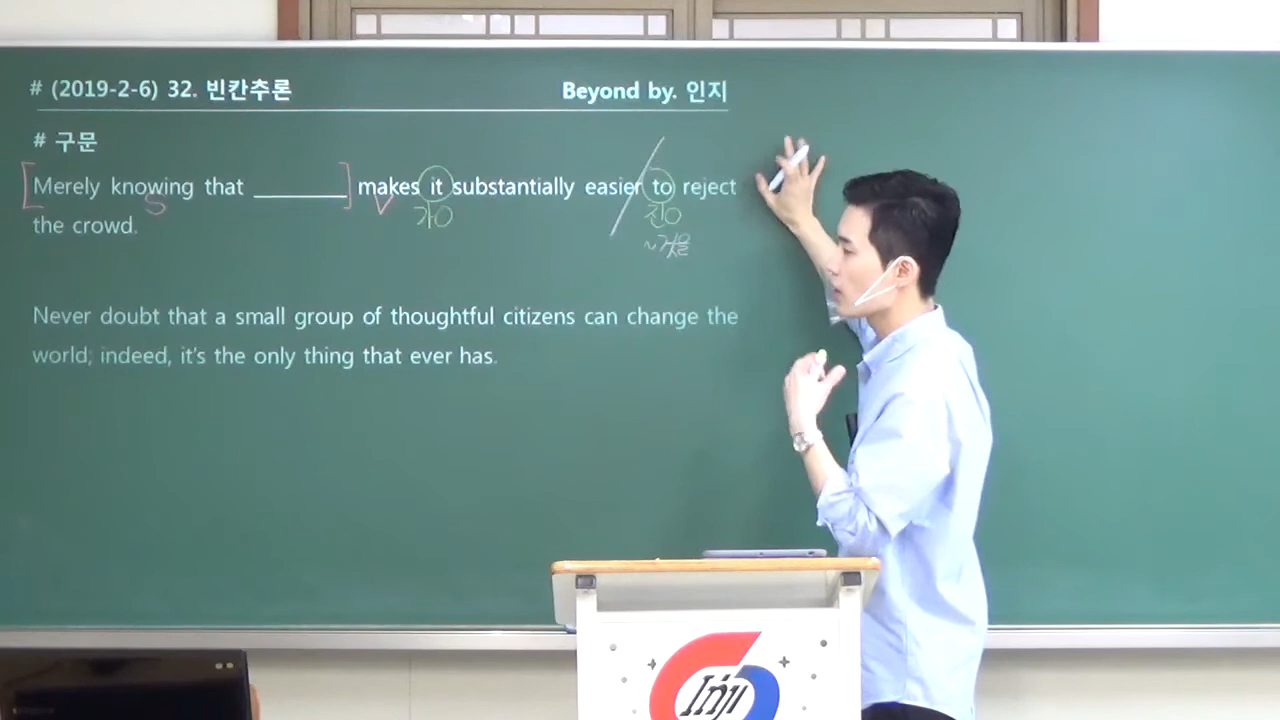 # (2019-2-6) 32. 빈칸추론
Beyond by. 인지
# 구문
[Merely knowing that ________] makes it substantially easier / to reject
S V 가O 진O
~것을
the crowd.
Never doubt that a small group of thoughtful citizens can change the
world; indeed, it's the only thing that ever has.
Inji